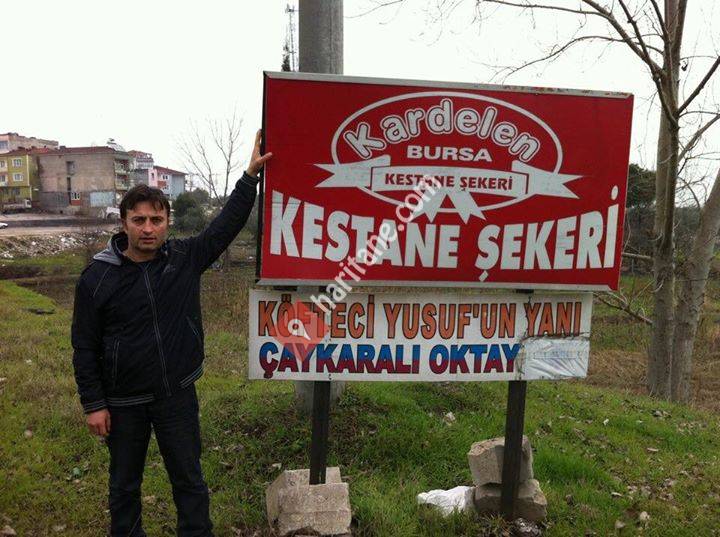 Kardelen
BURSA
KESTANE ŞEKERİ
KESTANE ŞEKERİ
haritane.com
KÖFTECİ YUSUF'UN YANI
ÇAYKARALI OKTAY